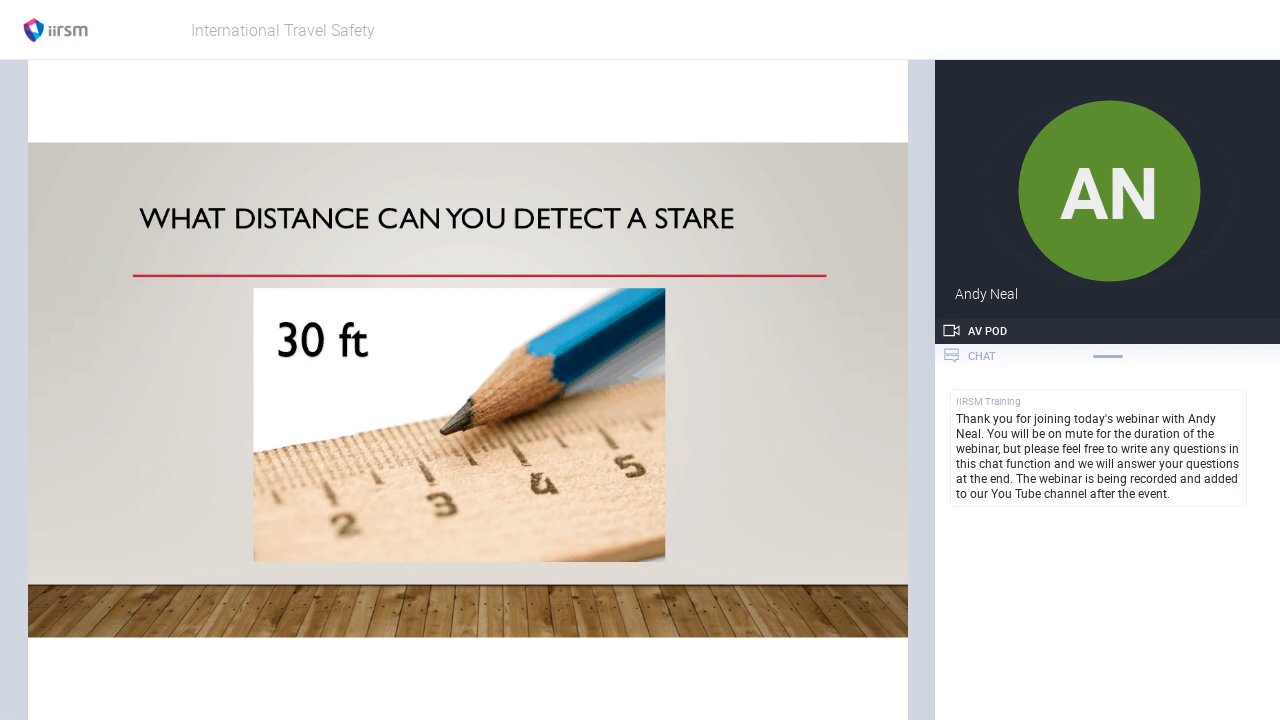 iirsm
International Travel Safety
WHAT DISTANCE CAN YOU DETECT A STARE
30 ft
2
3
4
5
AN
Andy Neal
AV POD
CHAT
IIRSM Training
Thank you for joining today's webinar with Andy
Neal. You will be on mute for the duration of the
webinar, but please feel free to write any questions in
this chat function and we will answer your questions
at the end. The webinar is being recorded and added
to our You Tube channel after the event.